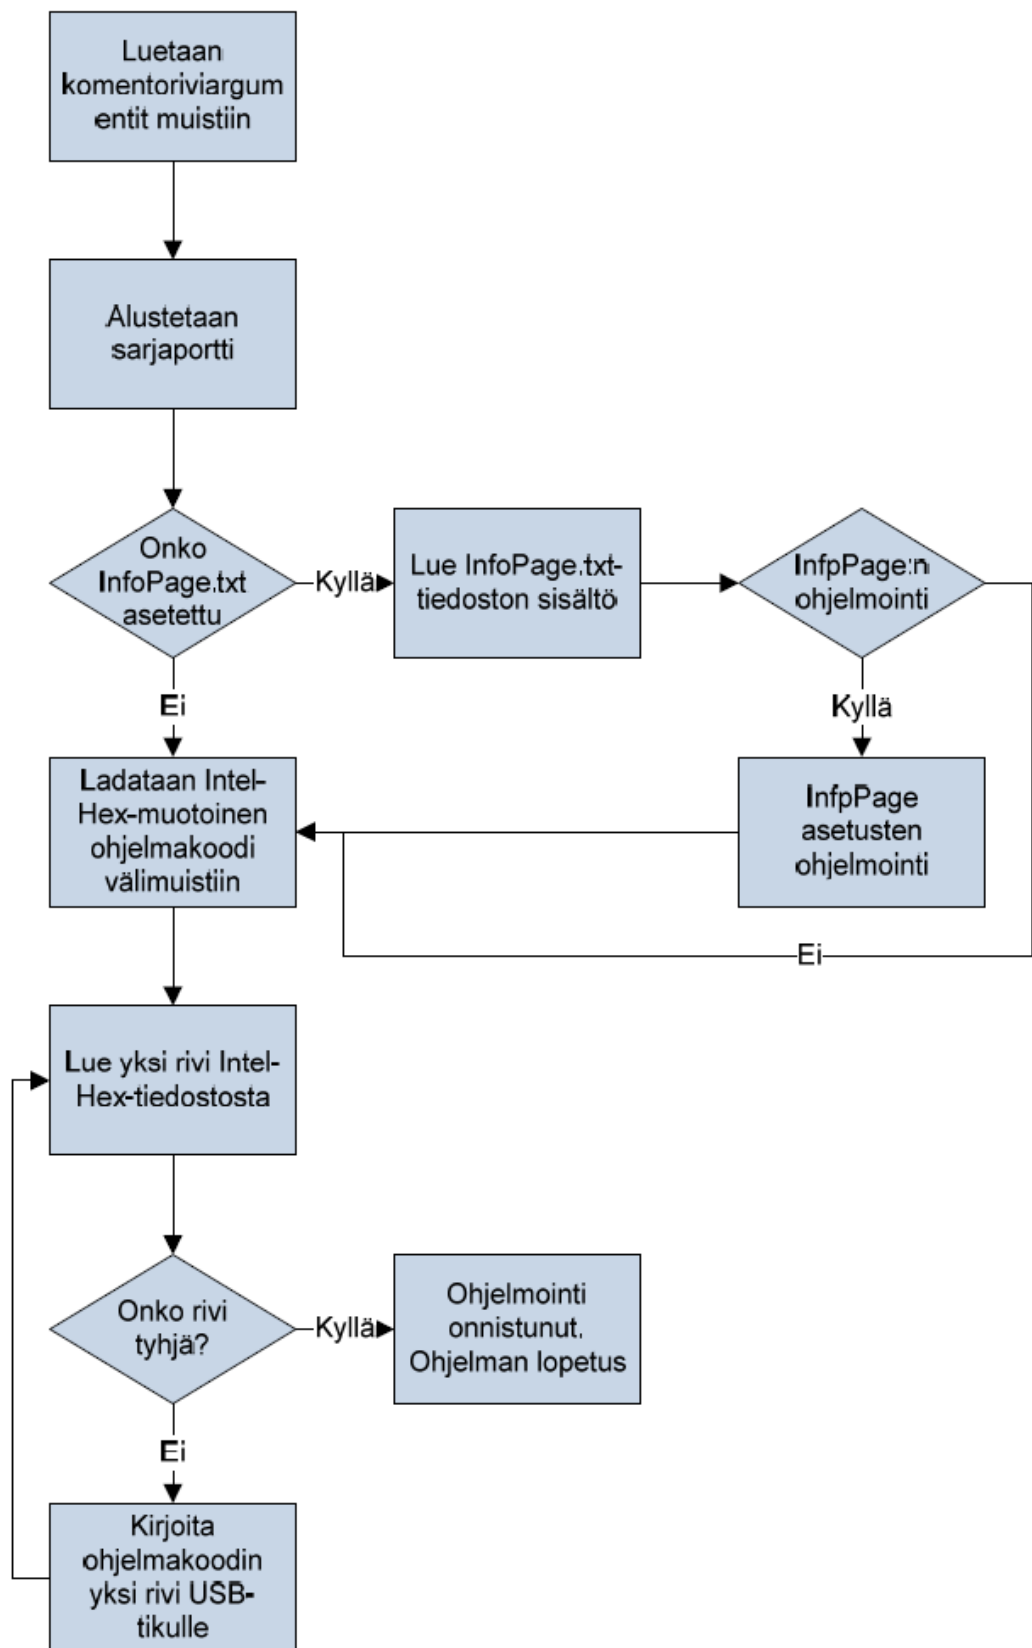 Luetaan
komentoriviargum
entit muistiin
Alustetaan
sarjaportti
Onko
InfoPage.txt
asetettu
Kyllä
Lue InfoPage.txt-
tiedoston sisältö
InfpPage:n
ohjelmointi
Ei
Kyllä
Ladataan Intel-
Hex-muotoinen
ohjelmakoodi
välimuistiin
InfpPage
asetusten
ohjelmointi
Ei
Lue yksi rivi Intel-
Hex-tiedostosta
Onko rivi
tyhjä?
Kyllä
Ohjelmointi
onnistunut.
Ohjelman lopetus
Ei
Kirjoita
ohjelmakoodin
yksi rivi USB-
tikulle